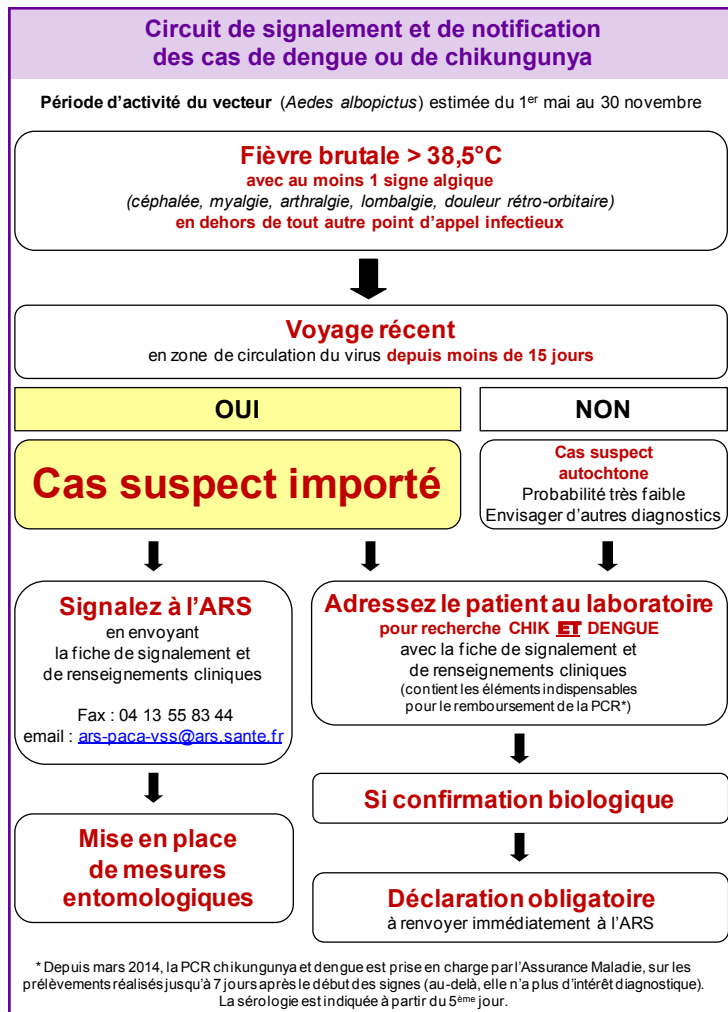 Circuit de signalement et de notification
des cas de dengue ou de chikungunya
Période d'activité du vecteur (Aedes albopictus) estimée du 1er mai au 30 novembre
Fièvre brutale > 38,5°C
avec au moins 1 signe algique
(céphalée, myalgie, arthralgie, lombalgie, douleur rétro-orbitaire)
en dehors de tout autre point d'appel infectieux
Voyage récent
en zone de circulation du virus depuis moins de 15 jours
OUI
NON
Cas suspect importé
Cas suspect
autochtone
Probabilité très faible
Envisager d'autres diagnostics
Signalez à l'ARS
en envoyant
la fiche de signalement et
de renseignements cliniques
Fax : 04 13 55 83 44
email : ars-paca-vss@ars.sante.fr
Adressez le patient au laboratoire
pour recherche CHIK ET DENGUE
avec la fiche de signalement et
de renseignements cliniques
(contient les éléments indispensables
pour le remboursement de la PCR*)
Mise en place
de mesures
entomologiques
Si confirmation biologique
Déclaration obligatoire
à renvoyer immédiatement à l'ARS
* Depuis mars 2014, la PCR chikungunya et dengue est prise en charge par l'Assurance Maladie, sur les
prélèvements réalisés jusqu'à 7 jours après le début des signes (au-delà, elle n'a plus d'intérêt diagnostique).
La sérologie est indiquée à partir du 5ème jour.